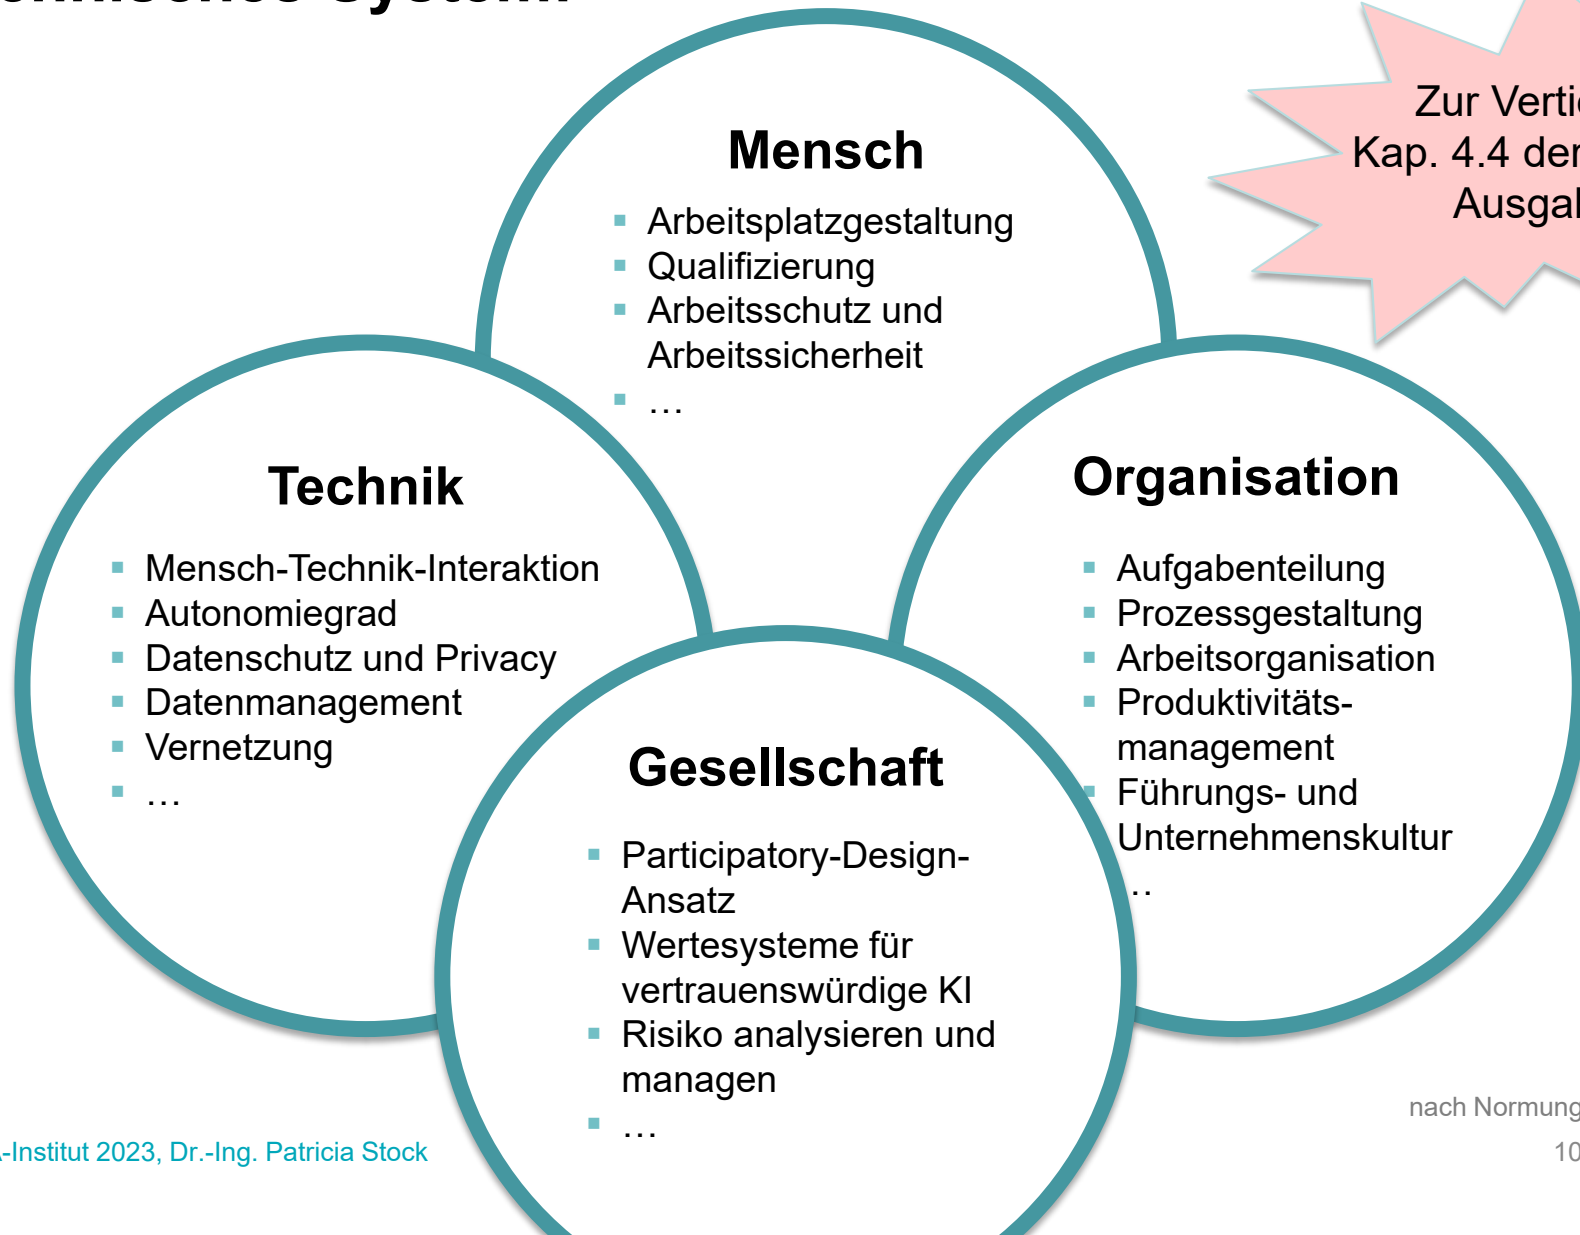 Mensch
Arbeitsplatzgestaltung
Qualifizierung
Arbeitsschutz und
Arbeitssicherheit
…
Zur Vertie
Kap. 4.4 der
Ausgal
Technik
Mensch-Technik-Interaktion
Autonomiegrad
Datenschutz und Privacy
Datenmanagement
Vernetzung
…
Organisation
Aufgabenteilung
Prozessgestaltung
Arbeitsorganisation
Produktivitäts-
management
Führungs- und
Unternehmenskultur
..
Gesellschaft
Participatory-Design-
Ansatz
Wertesysteme für
vertrauenswürdige KI
Risiko analysieren und
managen
…
nach Normung
-Institut 2023, Dr.-Ing. Patricia Stock
10